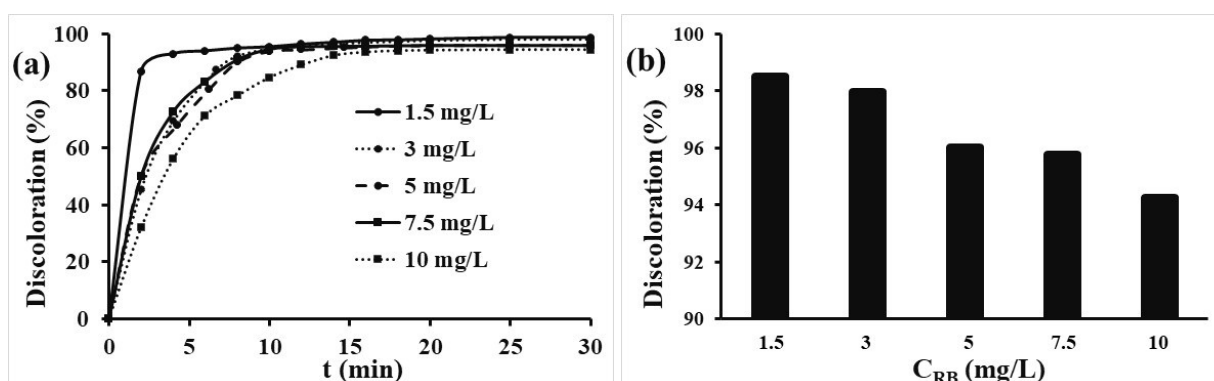 (a)
Discoloration (%)
100
80
60
40
20
0
0 5 10 15 20 25 30
t (min)
1.5 mg/L
3 mg/L
5 mg/L
7.5 mg/L
10 mg/L
(b)
Discoloration (%)
100
98
96
94
92
90
1.5 3 5 7.5 10
C_RB (mg/L)